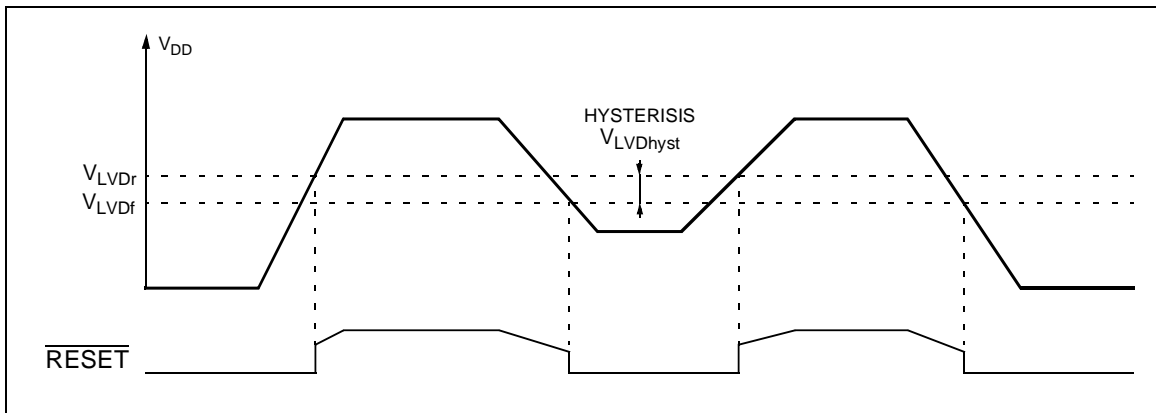 VDD
HYSTERISIS
VLVDhyst
VLVDr
VLVDf
RESET